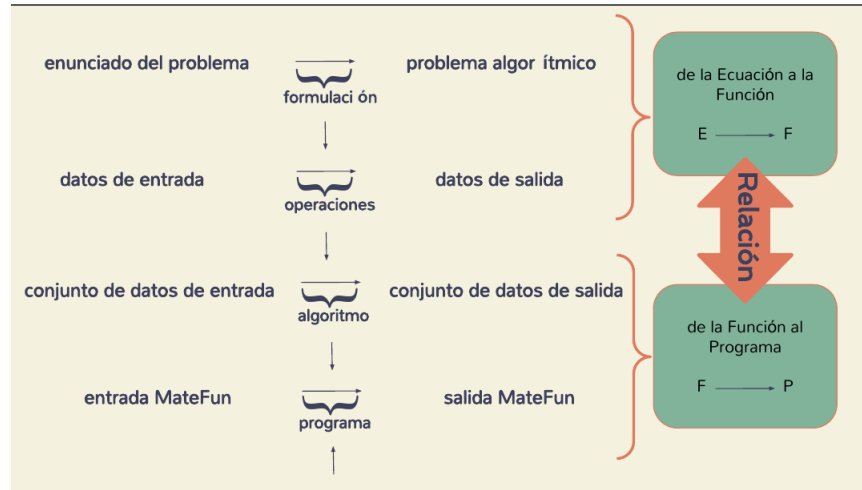 enunciado del problema
formulaci ón
problema algor ítmico
datos de entrada
operaciones
datos de salida
conjunto de datos de entrada
algoritmo
conjunto de datos de salida
entrada MateFun
programa
salida MateFun
de la Ecuación a la
Función
E F
Relación
de la Función al
Programa
F P